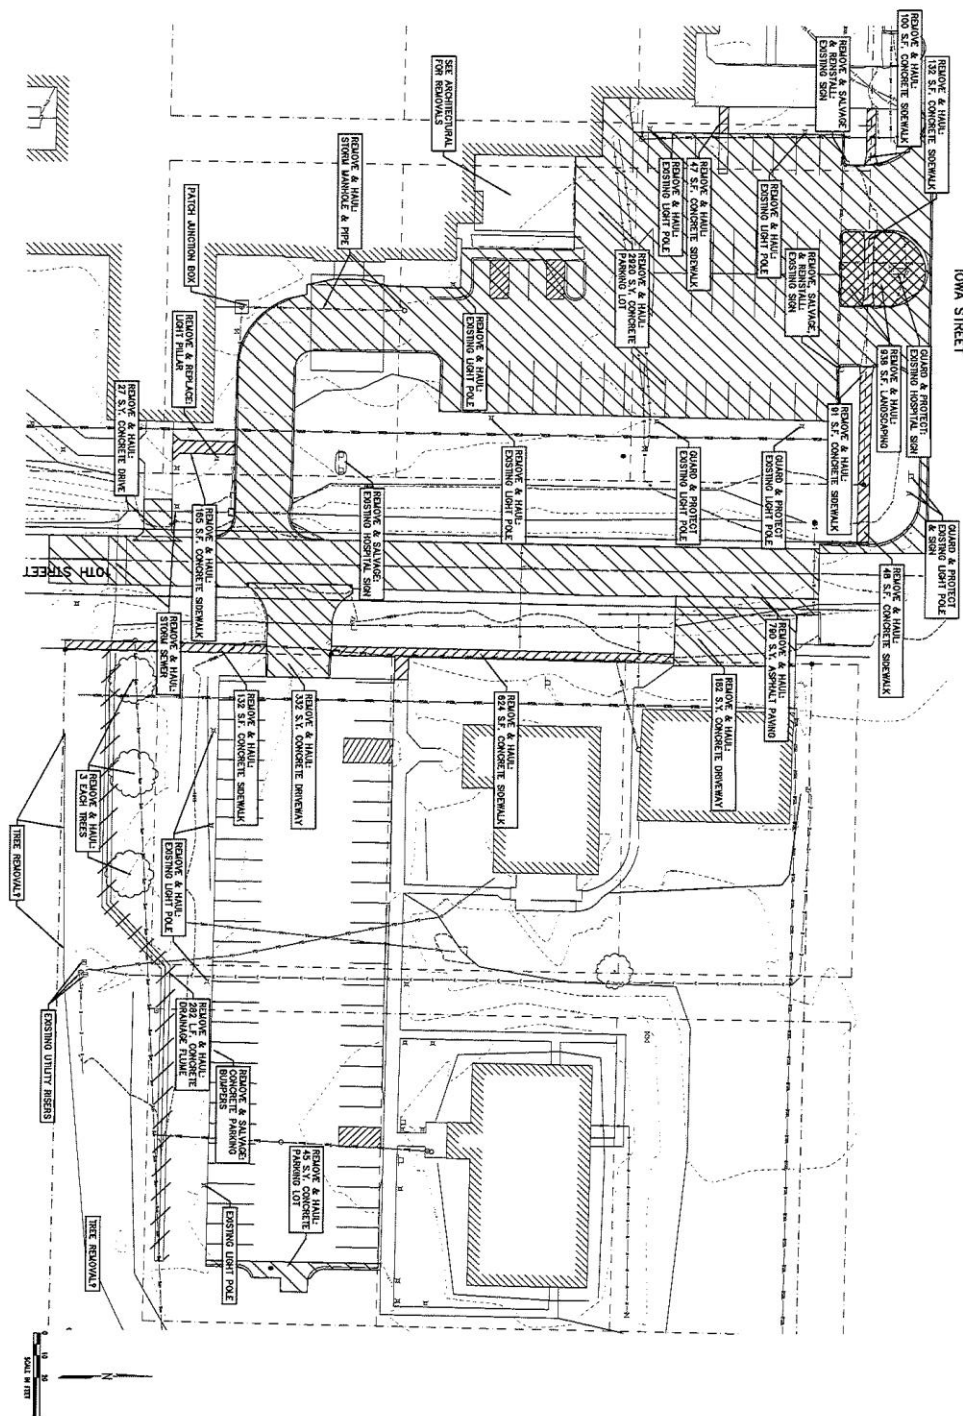 IOWA STREET
REMOVE & HAUL:
132 S.F. CONCRETE SIDEWALK
REMOVE & HAUL:
100 S.F. CONCRETE SIDEWALK
REMOVE & SALVAGE
& REINSTALL:
EXISTING SIGN
REMOVE & HAUL:
EXISTING LIGHT POLE
REMOVE & HAUL:
47 S.F. CONCRETE SIDEWALK
REMOVE & HAUL:
EXISTING LIGHT POLE
SEE ARCHITECTURAL
FOR REMOVALS
REMOVE & HAUL:
STORM MANHOLE & PIPE
PATCH JUNCTION BOX
REMOVE, SALVAGE,
& REINSTALL:
EXISTING SIGN
REMOVE & HAUL:
2920 S.Y. CONCRETE
PARKING LOT
GUARD & PROTECT:
EXISTING HOSPITAL SIGN
REMOVE & HAUL:
938 S.F. LANDSCAPING
REMOVE & HAUL:
91 S.F. CONCRETE SIDEWALK
REMOVE & HAUL:
EXISTING LIGHT POLE
REMOVE & REPLACE:
LIGHT PILLAR
REMOVE & HAUL:
27 S.Y. CONCRETE DRIVE
GUARD & PROTECT
EXISTING LIGHT POLE
& SIGN
GUARD & PROTECT
EXISTING LIGHT POLE
GUARD & PROTECT
EXISTING LIGHT POLE
REMOVE & HAUL:
EXISTING LIGHT POLE
REMOVE & SALVAGE:
EXISTING HOSPITAL SIGN
REMOVE & HAUL:
165 S.F. CONCRETE SIDEWALK
10TH STREET
REMOVE & HAUL:
48 S.F. CONCRETE SIDEWALK
REMOVE & HAUL:
790 S.Y. ASPHALT PAVING
REMOVE & HAUL:
182 S.Y. CONCRETE DRIVEWAY
REMOVE & HAUL:
624 S.F. CONCRETE SIDEWALK
REMOVE & HAUL:
332 S.Y. CONCRETE DRIVEWAY
REMOVE & HAUL:
132 S.Y. CONCRETE SIDEWALK
REMOVE & HAUL:
STORM SEWER
REMOVE & HAUL:
3 EACH TREES
REMOVE & HAUL:
EXISTING LIGHT POLE
TREE REMOVAL?
EXISTING UTILITY RISERS
REMOVE & HAUL:
282 L.F. CONCRETE
DRAINAGE FLUME
REMOVE & SALVAGE:
CONCRETE PARKING
BUMPERS
REMOVE & HAUL:
45 S.Y. CONCRETE
PARKING LOT
EXISTING LIGHT POLE
TREE REMOVAL?
0 10 20
SCALE IN FEET
N